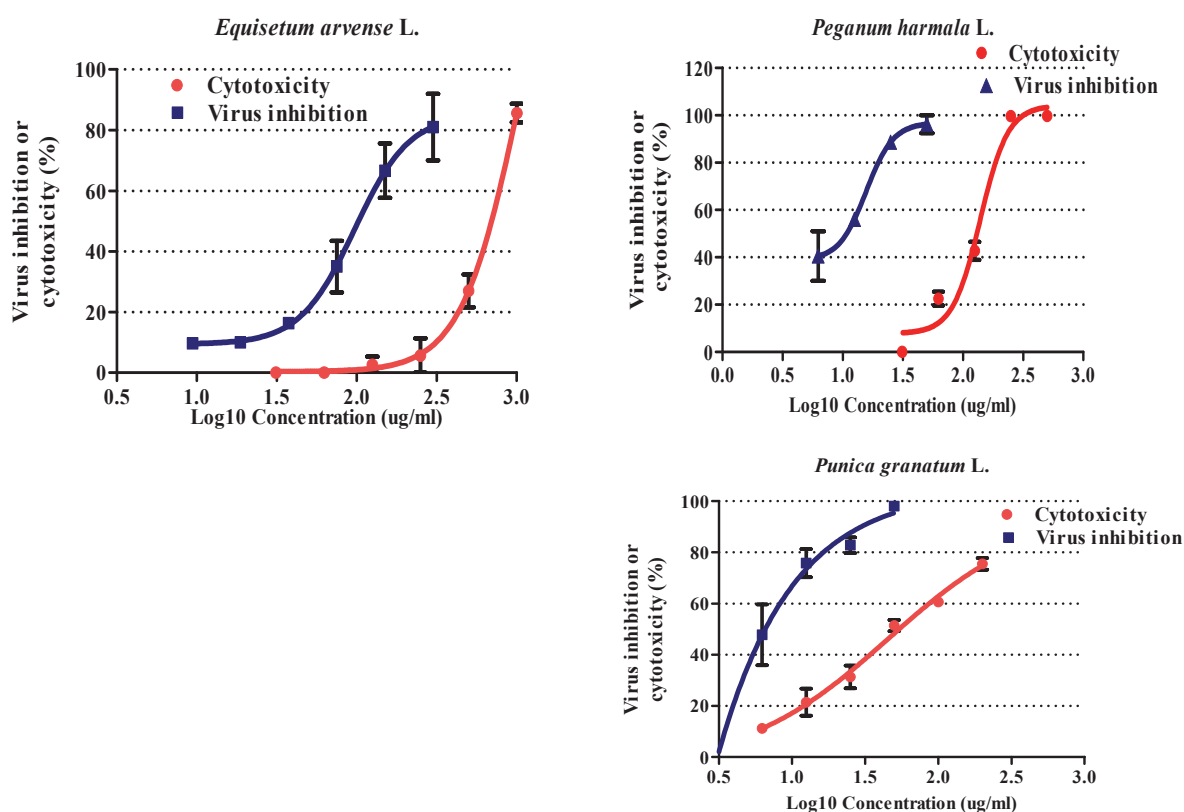 Equisetum arvense L.
Cytotoxicity
Virus inhibition
Virus inhibition or
cytotoxicity (%)
100
80
60
40
20
0
0.5 1.0 1.5 2.0 2.5 3.0
Log10 Concentration (ug/ml)
Peganum harmala L.
Cytotoxicity
Virus inhibition
Virus inhibition or
cytotoxicity (%)
120
100
80
60
40
20
0
0.0 0.5 1.0 1.5 2.0 2.5 3.0
Log10 Concentration (ug/ml)
Punica granatum L.
Cytotoxicity
Virus inhibition
Virus inhibition or
cytotoxicity (%)
100
80
60
40
20
0
0.5 1.0 1.5 2.0 2.5 3.0
Log10 Concentration (ug/ml)